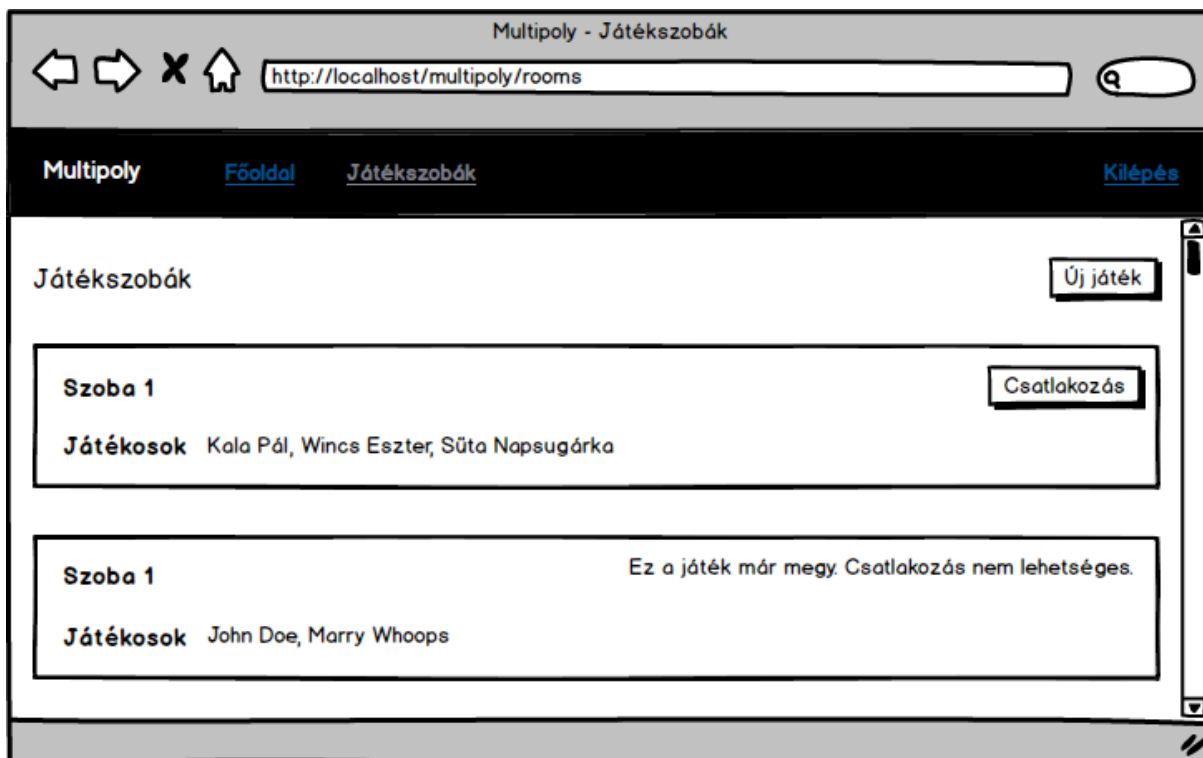 Multipoly - Játékszobák
http://localhost/multipoly/rooms
Multipoly Főoldal Játékszobák Kilépés
Játékszobák Új játék
Szoba 1 Csatlakozás
Játékosok Kala Pál, Wincs Eszter, Sűta Napsugárka
Szoba 1 Ez a játék már megy. Csatlakozás nem lehetséges.
Játékosok John Doe, Marry Whoops